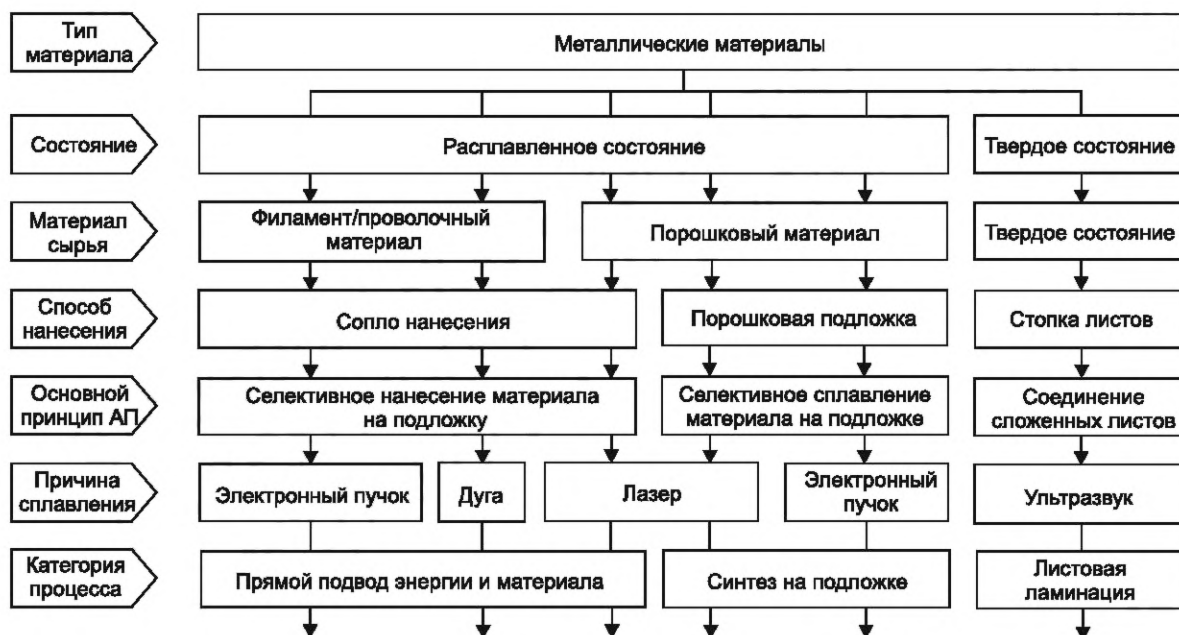 Тип
материала
Металлические материалы
Состояние
Расплавленное состояние
Твердое состояние
Материал
сырья
Филамент/проволочный
материал
Порошковый материал
Твердое состояние
Способ
нанесения
Сопло нанесения
Порошковая подложка
Стопка листов
Основной
принцип АП
Селективное нанесение материала
на подложку
Селективное сплавление
материала на подложке
Соединение
сложенных листов
Причина
сплавления
Электронный пучок
Дуга
Лазер
Электронный
пучок
Ультразвук
Категория
процесса
Прямой подвод энергии и материала
Синтез на подложке
Листовая
ламинация